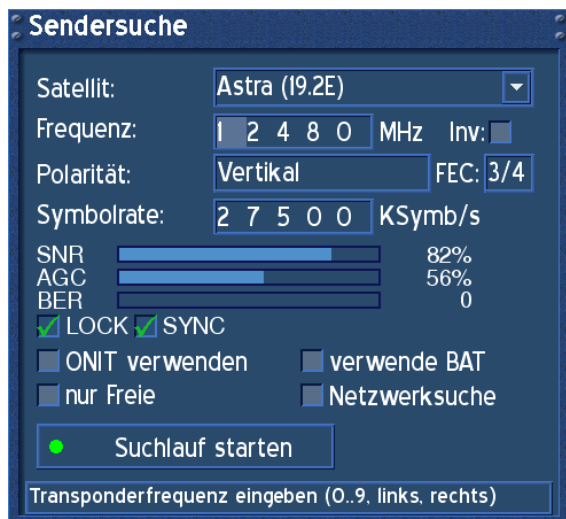 Sendersuche
Satellit: Astra (19.2E)
Frequenz: 1 2 4 8 0 MHz Inv:
Polarität: Vertikal FEC: 3/4
Symbolrate: 2 7 5 0 0 KSymb/s
SNR 82%
AGC 56%
BER 0
LOCK SYNC
ONIT verwenden verwende BAT
nur Freie Netzwerksuche
Suchlauf starten
Transponderfrequenz eingeben (0..9, links, rechts)